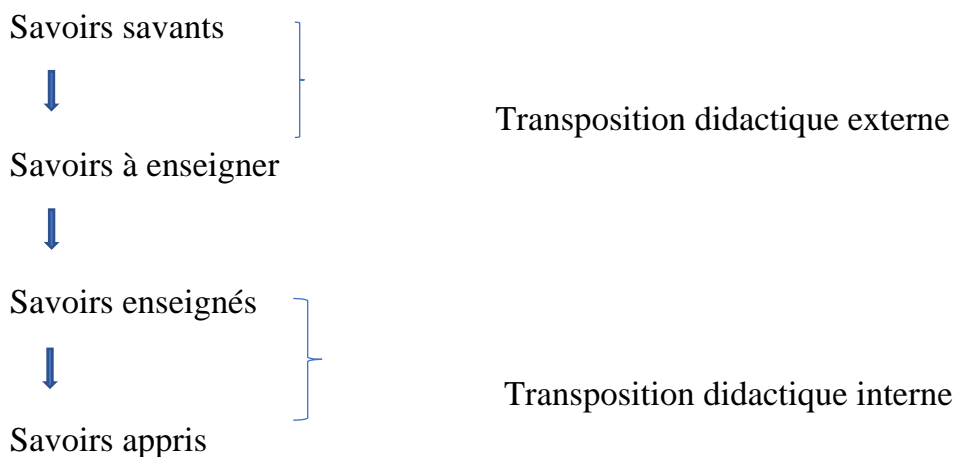 Savoirs savants
Transposition didactique externe
Savoirs à enseigner
Savoirs enseignés
Transposition didactique interne
Savoirs appris